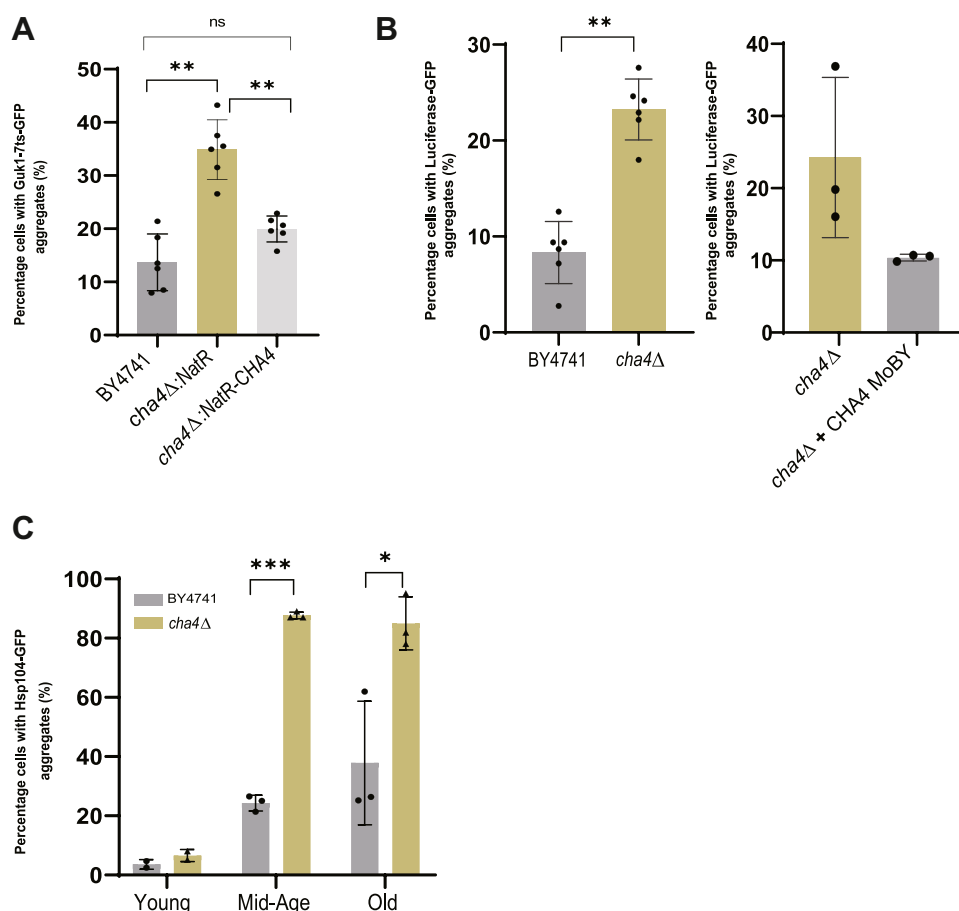 A
ns
**
**
Percentage cells with Guk1-7ts-GFP
aggregates (%)
50
40
30
20
10
0
BY4741
cha4Δ:NatR
cha4Δ:NatR-CHA4
B
**
Percentage cells with Luciferase-GFP
aggregates (%)
30
20
10
0
BY4741
cha4Δ
Percentage cells with Luciferase-GFP
aggregates (%)
40
30
20
10
0
cha4Δ
cha4Δ + CHA4 MoBY
C
***
*
BY4741
cha4Δ
Percentage cells with Hsp104-GFP
aggregates (%)
100
80
60
40
20
0
Young
Mid-Age
Old